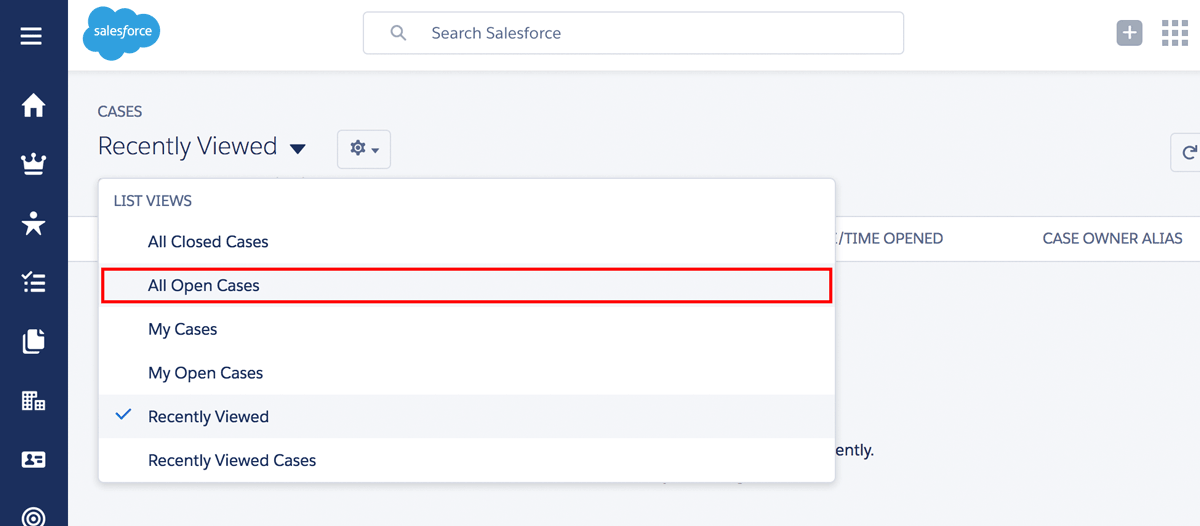 salesforce
Search Salesforce
CASES
Recently Viewed
LIST VIEWS
All Closed Cases
/TIME OPENED
CASE OWNER ALIAS
All Open Cases
My Cases
My Open Cases
Recently Viewed
ently.
Recently Viewed Cases